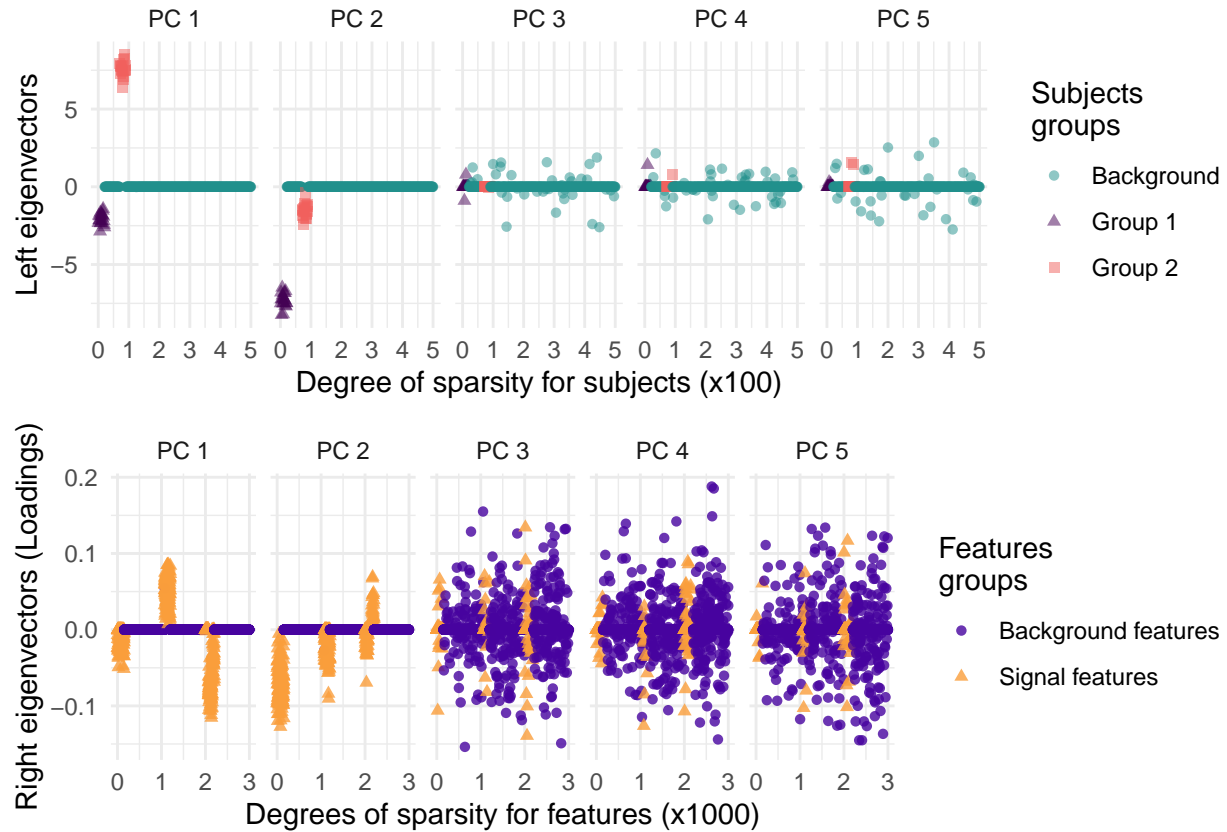 PC 1 PC 2 PC 3 PC 4 PC 5
Left eigenvectors
5
0
−5
0 1 2 3 4 5 0 1 2 3 4 5 0 1 2 3 4 5 0 1 2 3 4 5 0 1 2 3 4 5
Degree of sparsity for subjects (x100)
Subjects
groups
Background
Group 1
Group 2
PC 1 PC 2 PC 3 PC 4 PC 5
Right eigenvectors (Loadings)
0.2
0.1
0.0
−0.1
0 1 2 3 0 1 2 3 0 1 2 3 0 1 2 3 0 1 2 3
Degrees of sparsity for features (x1000)
Features
groups
Background features
Signal features